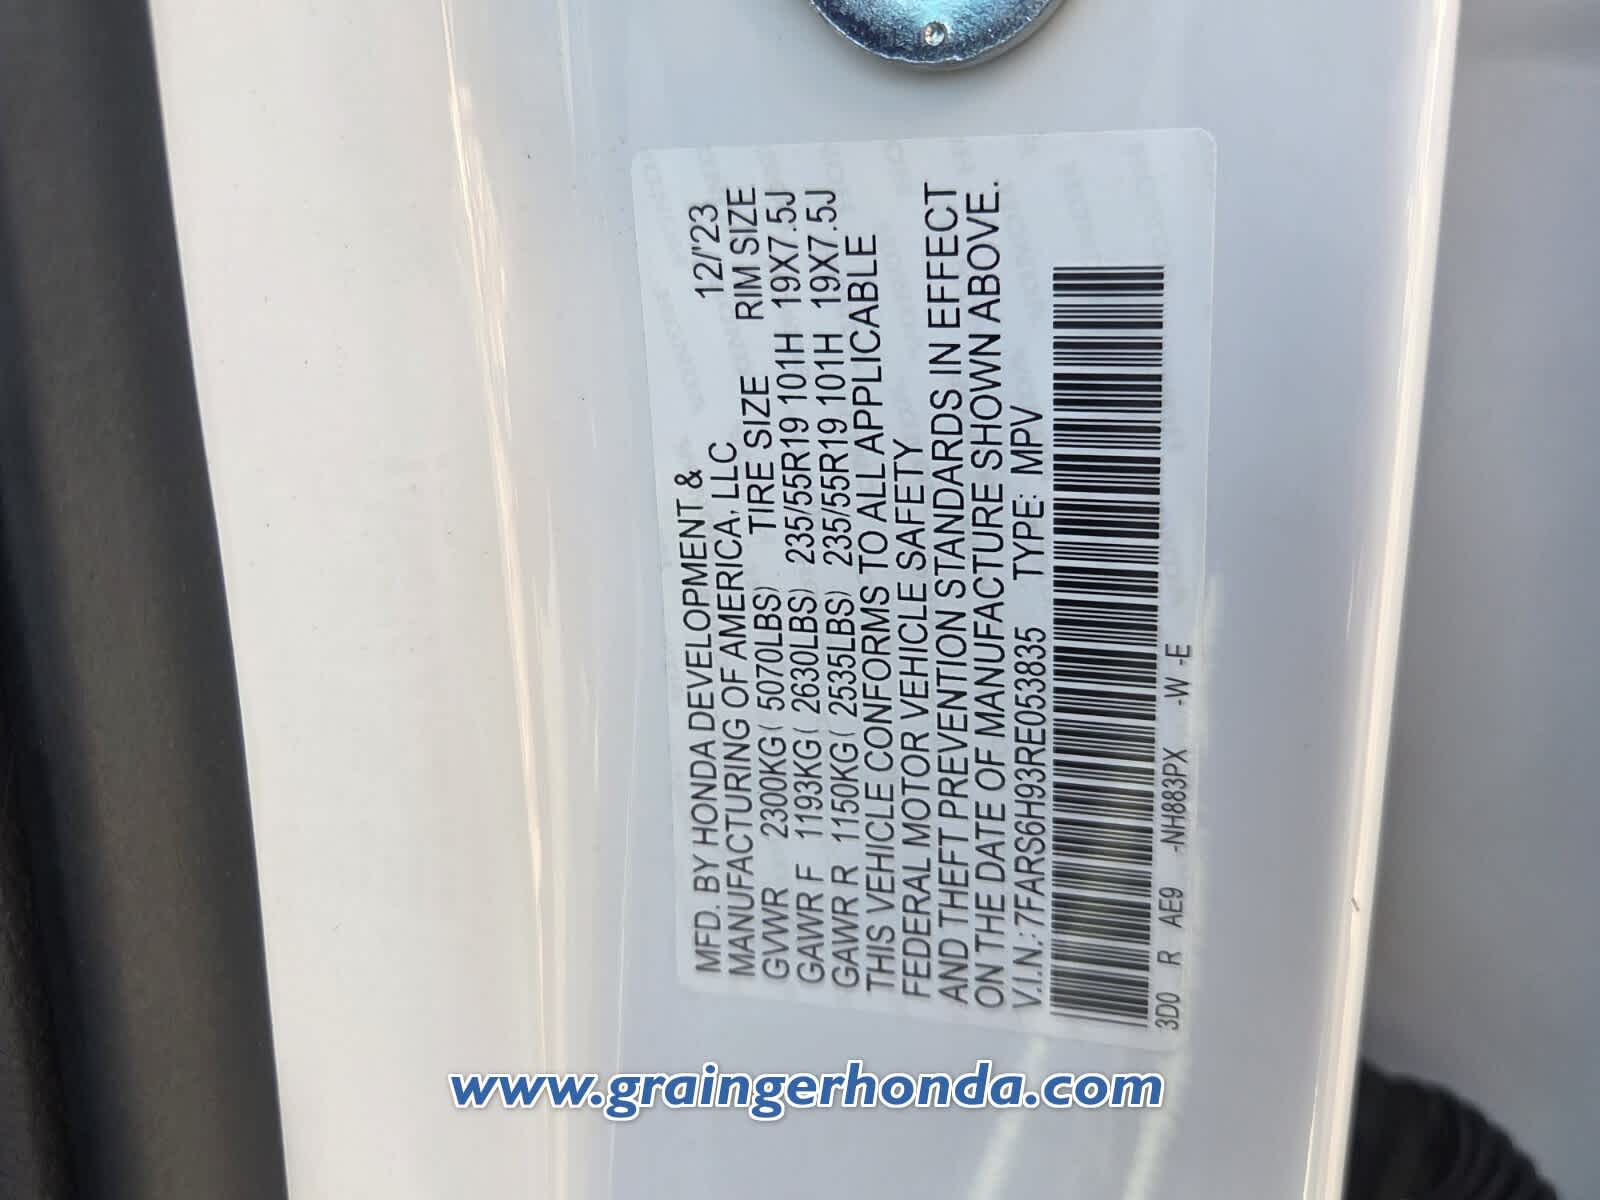 MFD. BY HONDA DEVELOPMENT &
MANUFACTURING OF AMERICA, LLC 12/'23
GVWR 2300KG( 5070LBS) TIRE SIZE RIM SIZE
GAWR F 1193KG( 2630LBS) 235/55R19 101H 19X7.5J
GAWR R 1150KG( 2535LBS) 235/55R19 101H 19X7.5J
THIS VEHICLE CONFORMS TO ALL APPLICABLE
FEDERAL MOTOR VEHICLE SAFETY
AND THEFT PREVENTION STANDARDS IN EFFECT
ON THE DATE OF MANUFACTURE SHOWN ABOVE.
V.I.N.: 7FARS6H93RE053835 TYPE: MPV
3D0 R AE9 -NH883PX -W -E
www.graingerhonda.com